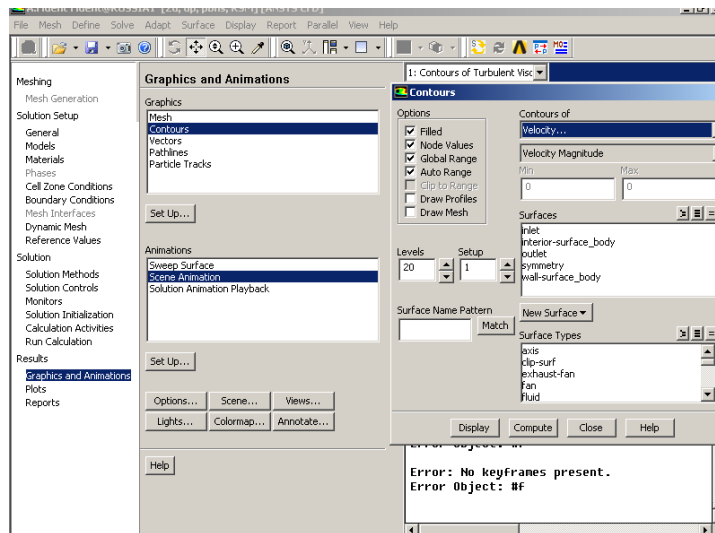 File Mesh Define Solve Adapt Surface Display Report Parallel View Help
Meshing
Mesh Generation
Solution Setup
General
Models
Materials
Phases
Cell Zone Conditions
Boundary Conditions
Mesh Interfaces
Dynamic Mesh
Reference Values
Solution
Solution Methods
Solution Controls
Monitors
Solution Initialization
Calculation Activities
Run Calculation
Results
Graphics and Animations
Plots
Reports
Graphics and Animations
Graphics
Mesh
Contours
Vectors
Pathlines
Particle Tracks
Set Up...
Animations
Sweep Surface
Scene Animation
Solution Animation Playback
Set Up...
Options... Scene... Views...
Lights... Colormap... Annotate...
Help
1: Contours of Turbulent Visc
Contours
Options
Filled
Node Values
Global Range
Auto Range
Clip to Range
Draw Profiles
Draw Mesh
Levels Setup
20 1
Surface Name Pattern
Match
Contours of
Velocity...
Velocity Magnitude
Min Max
0 0
Surfaces
inlet
interior-surface_body
outlet
symmetry
wall-surface_body
New Surface
Surface Types
axis
clip-surf
exhaust-fan
fan
fluid
Display Compute Close Help
Error: No keyframes present.
Error Object: #f